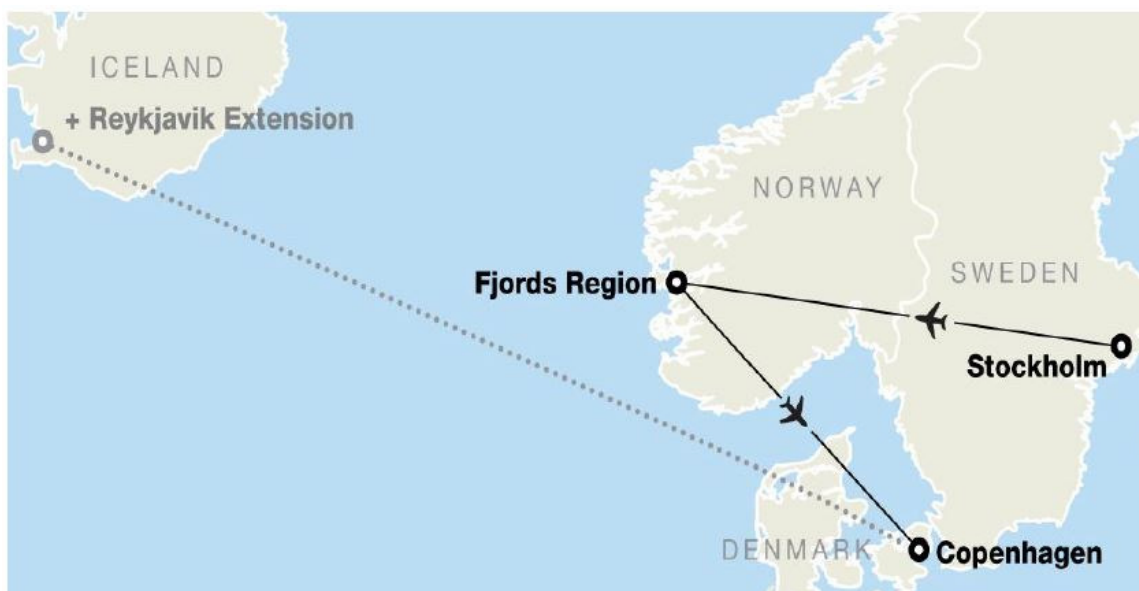 ICELAND
+ Reykjavik Extension
NORWAY
Fjords Region
SWEDEN
Stockholm
DENMARK
Copenhagen